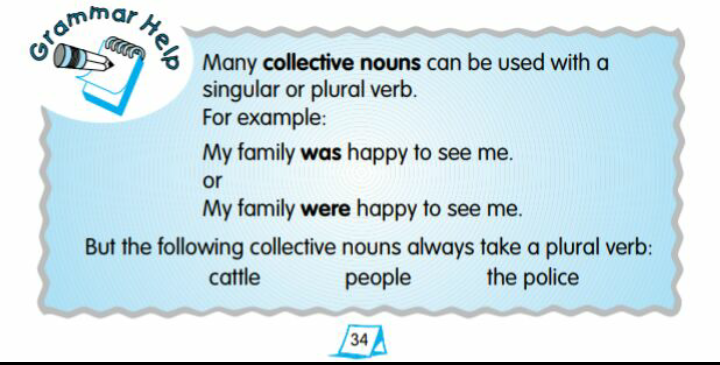 Grammar Help
Many collective nouns can be used with a
singular or plural verb.
For example:
My family was happy to see me.
or
My family were happy to see me.
But the following collective nouns always take a plural verb:
cattle people the police
34